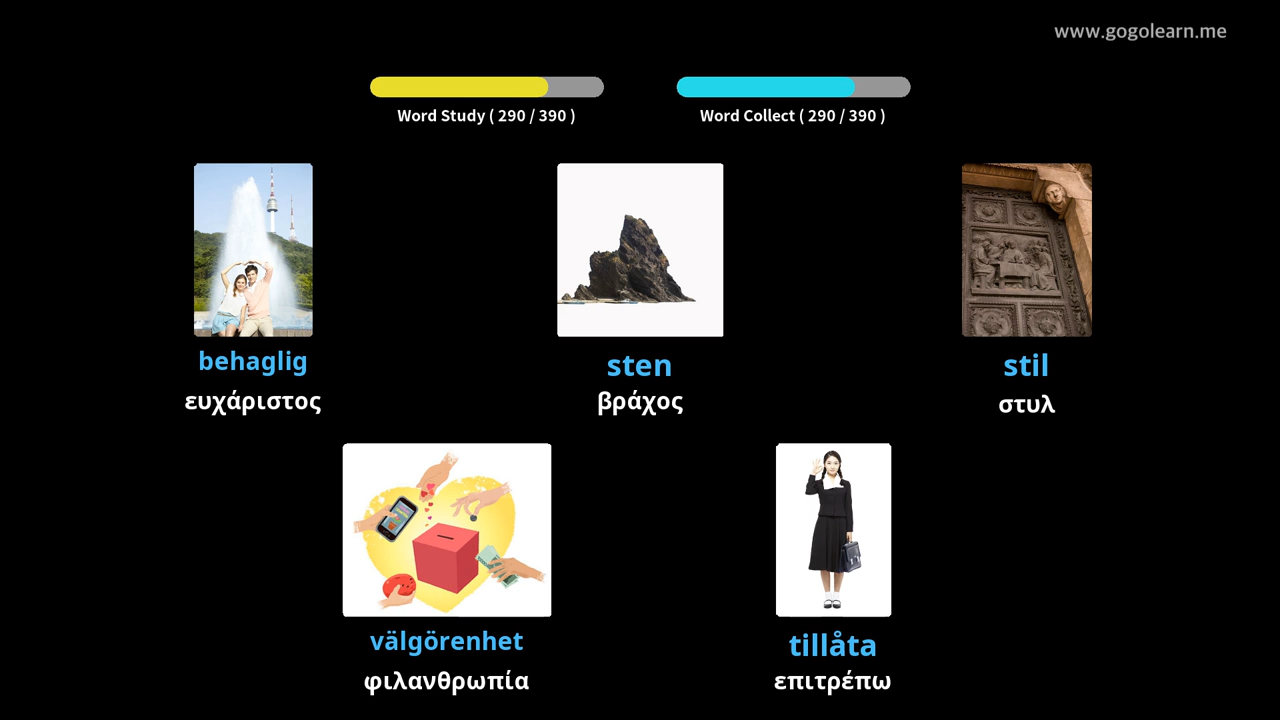 www.gogolearn.me
Word Study ( 290 / 390 )
Word Collect ( 290 / 390 )
behaglig
ευχάριστος
sten
βράχος
stil
στυλ
välgörenhet
φιλανθρωπία
tillåta
επιτρέπω